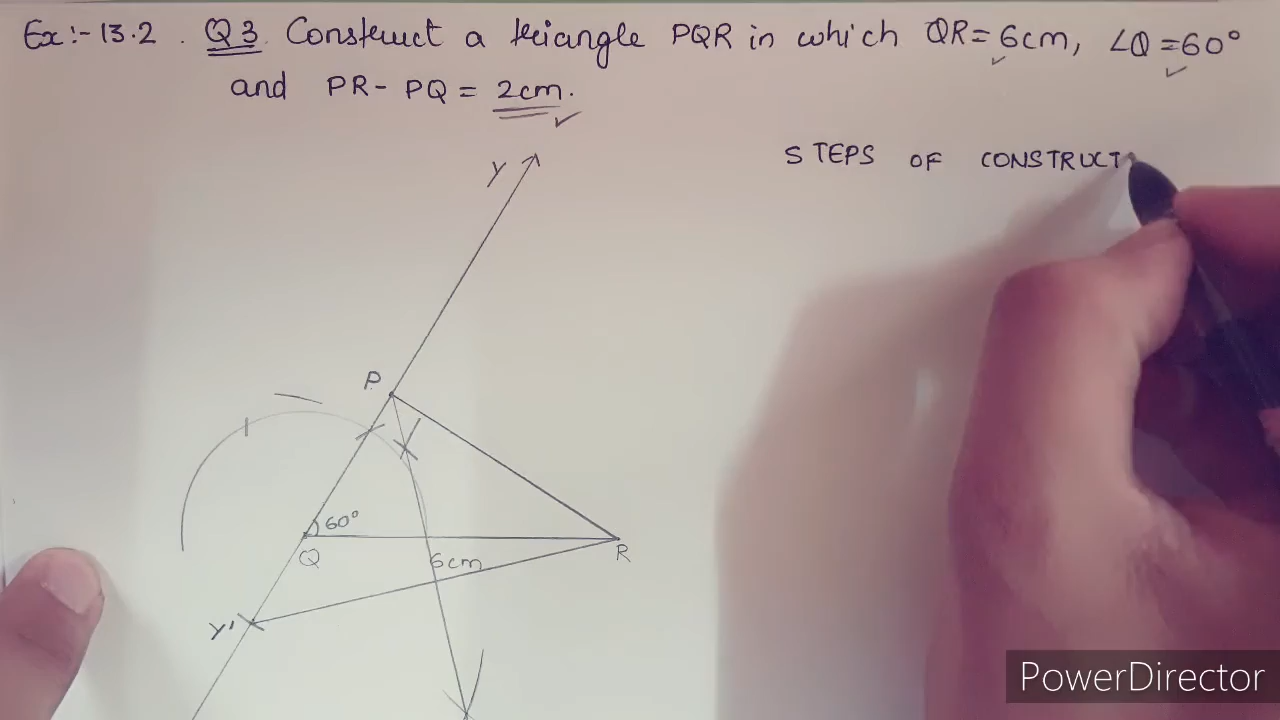 Ex:- 13.2 . Q3. Construct a triangle PQR in which QR = 6cm, ∠Q = 60°
and PR - PQ = 2cm.
STEPS OF CONSTRUCT
Y
P
60°
Q
6cm
R
Y'
PowerDirector